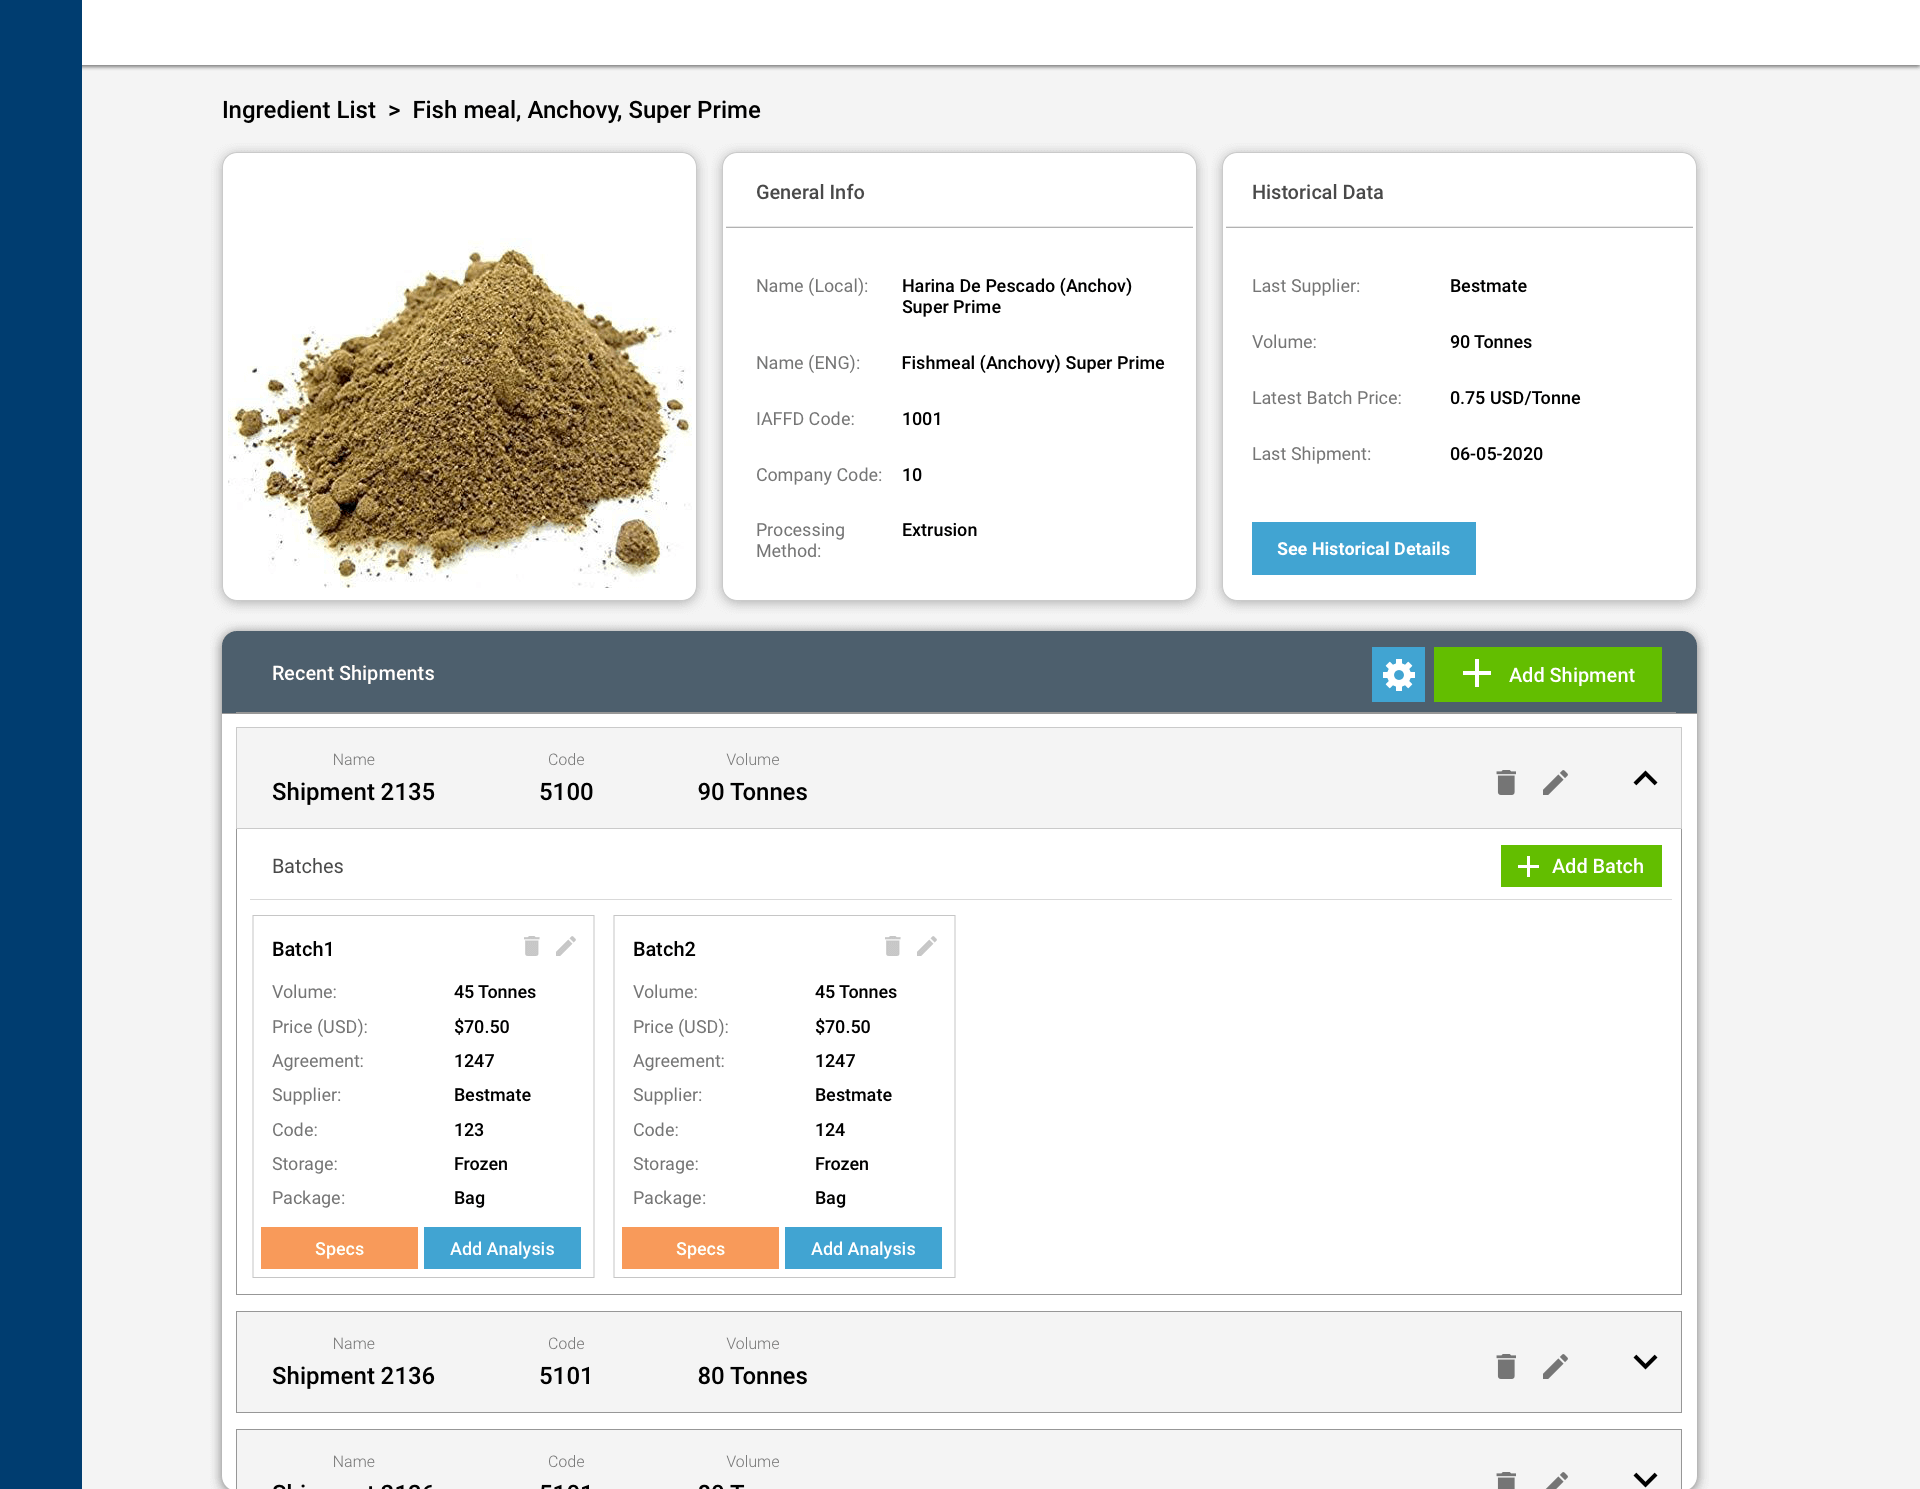 Ingredient List > Fish meal, Anchovy, Super Prime
General Info
Name (Local): Harina De Pescado (Anchov)
Super Prime
Name (ENG): Fishmeal (Anchovy) Super Prime
IAFFD Code: 1001
Company Code: 10
Processing Extrusion
Method:
Historical Data
Last Supplier: Bestmate
Volume: 90 Tonnes
Latest Batch Price: 0.75 USD/Tonne
Last Shipment: 06-05-2020
See Historical Details
Recent Shipments
Add Shipment
Name Code Volume
Shipment 2135 5100 90 Tonnes
Batches
Add Batch
Batch1
Volume: 45 Tonnes
Price (USD): $70.50
Agreement: 1247
Supplier: Bestmate
Code: 123
Storage: Frozen
Package: Bag
Specs Add Analysis
Batch2
Volume: 45 Tonnes
Price (USD): $70.50
Agreement: 1247
Supplier: Bestmate
Code: 124
Storage: Frozen
Package: Bag
Specs Add Analysis
Name Code Volume
Shipment 2136 5101 80 Tonnes
Name Code Volume